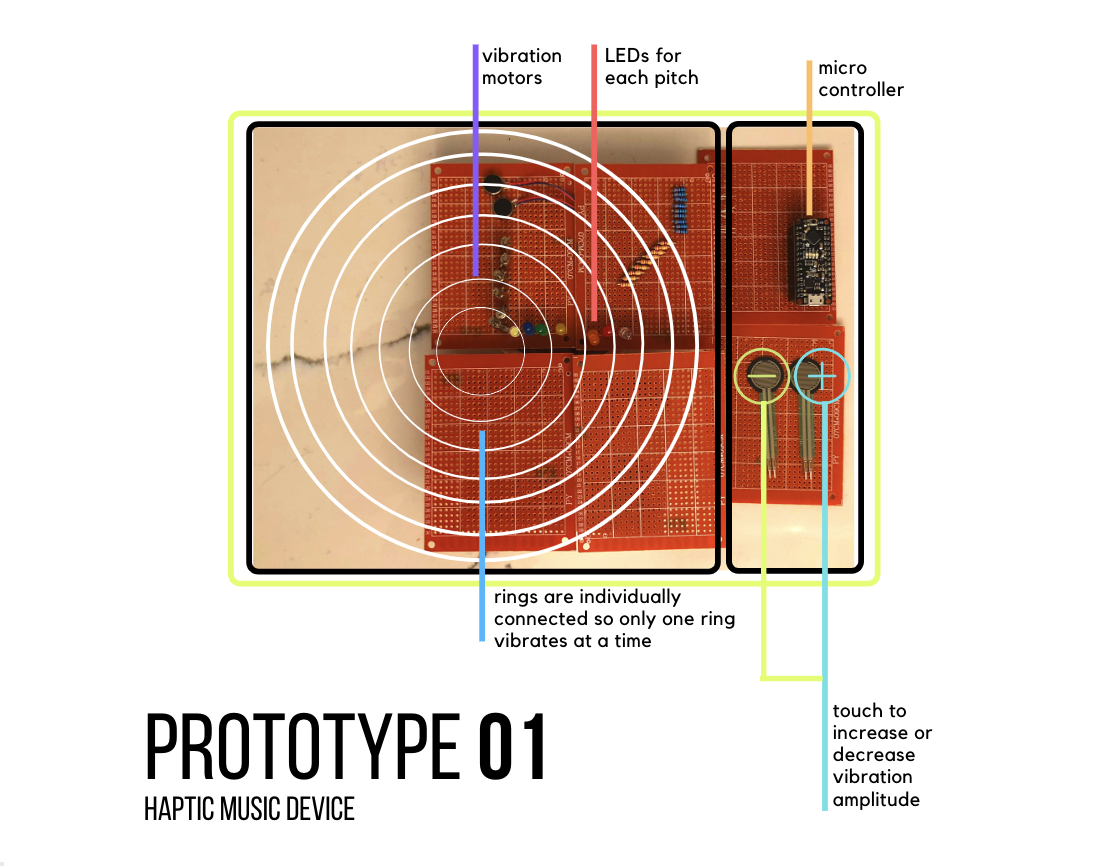 vibration
motors
LEDs for
each pitch
micro
controller
rings are individually
connected so only one ring
vibrates at a time
touch to
increase or
decrease
vibration
amplitude
PROTOTYPE 01
HAPTIC MUSIC DEVICE